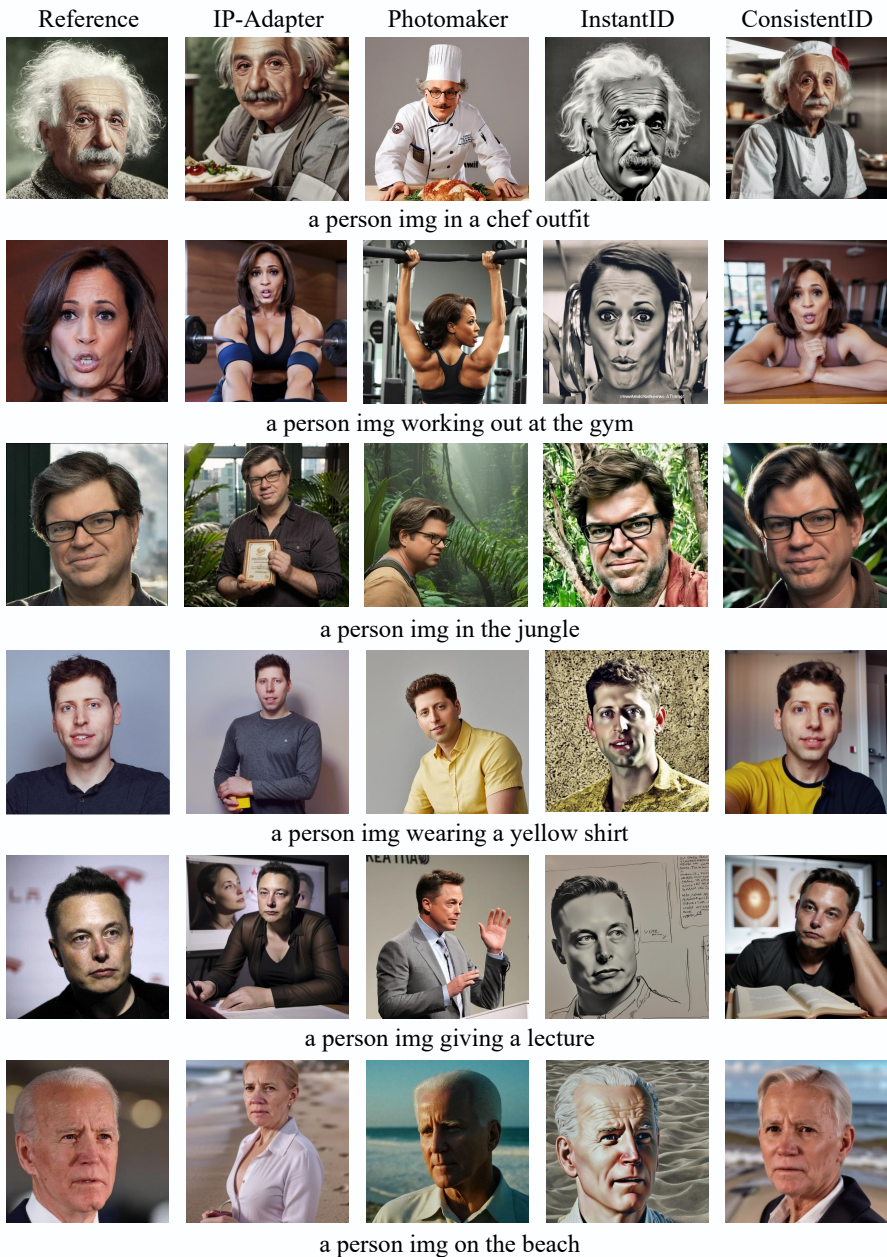 Reference IP-Adapter Photomaker InstantID ConsistentID
a person img in a chef outfit
a person img working out at the gym
a person img in the jungle
a person img wearing a yellow shirt
a person img giving a lecture
a person img on the beach